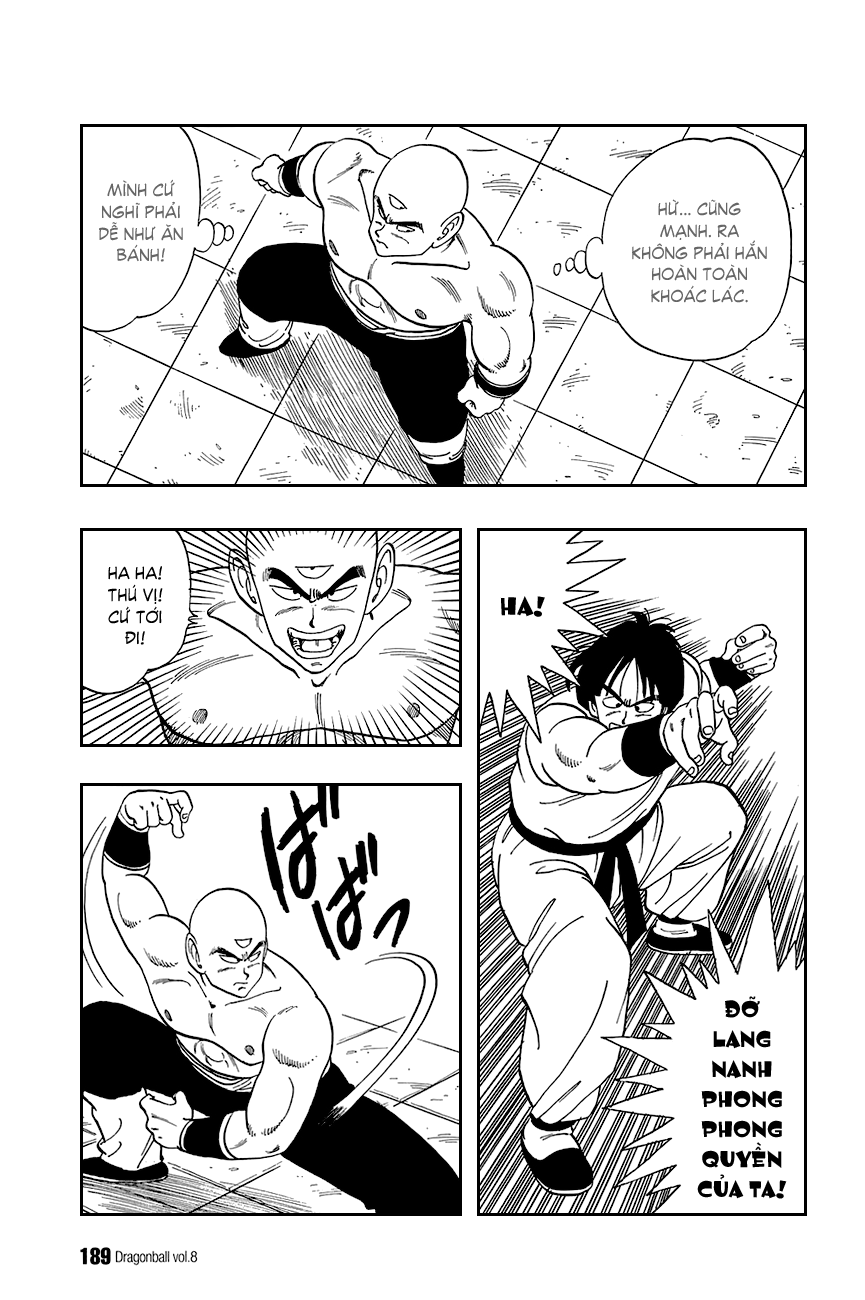 HỪ... CŨNG
MẠNH. RA
KHÔNG PHẢI HẮN
HOÀN TOÀN
KHOÁC LÁC.
MÌNH CỨ
NGHĨ PHẢI
DỄ NHƯ ĂN
BÁNH!
HA!
ĐỠ
LANG
NANH
PHONG
PHONG
QUYỀN
CỦA TA!
HA HA!
THÚ VỊ!
CỨ TỚI
ĐI!
ばばっ
189 Dragonball vol.8